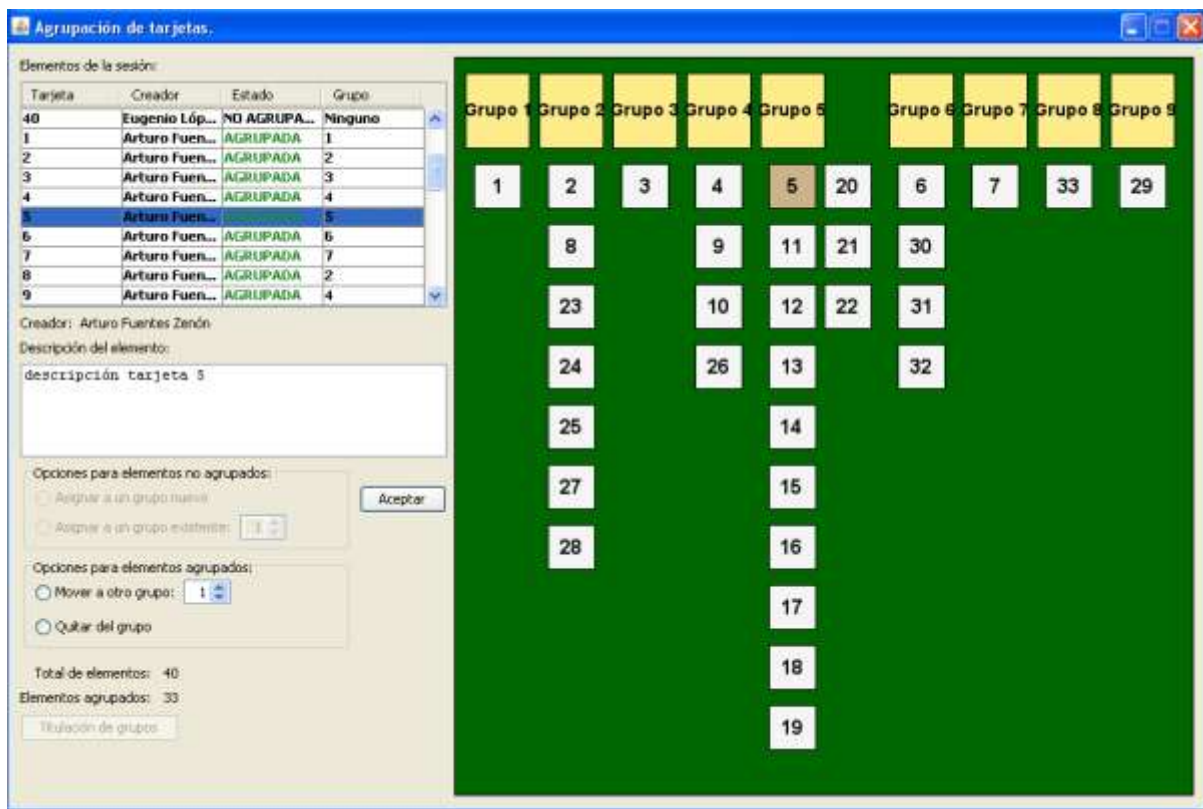 Agrupación de tarjetas.
Elementos de la sesión:
Tarjeta Creador Estado Grupo
40 Eugenio Lóp... NO AGRUPA... Ninguno
1 Arturo Fuen... AGRUPADA 1
2 Arturo Fuen... AGRUPADA 2
3 Arturo Fuen... AGRUPADA 3
4 Arturo Fuen... AGRUPADA 4
5 Arturo Fuen... AGRUPADA 5
6 Arturo Fuen... AGRUPADA 6
7 Arturo Fuen... AGRUPADA 7
8 Arturo Fuen... AGRUPADA 2
9 Arturo Fuen... AGRUPADA 4
Creador: Arturo Fuentes Zenón
Descripción del elemento:
descripción tarjeta 5
Opciones para elementos no agrupados:
Asignar a un grupo nuevo
Asignar a un grupo existente: 1
Aceptar
Opciones para elementos agrupados:
Mover a otro grupo: 1
Quitar del grupo
Total de elementos: 40
Elementos agrupados: 33
Titulación de grupos
Grupo 1 Grupo 2 Grupo 3 Grupo 4 Grupo 5 Grupo 6 Grupo 7 Grupo 8 Grupo 9
1 2 3 4 5 20 6 7 33 29
8 9 11 21 30
23 10 12 22 31
24 26 13 32
25 14
27 15
28 16
17
18
19